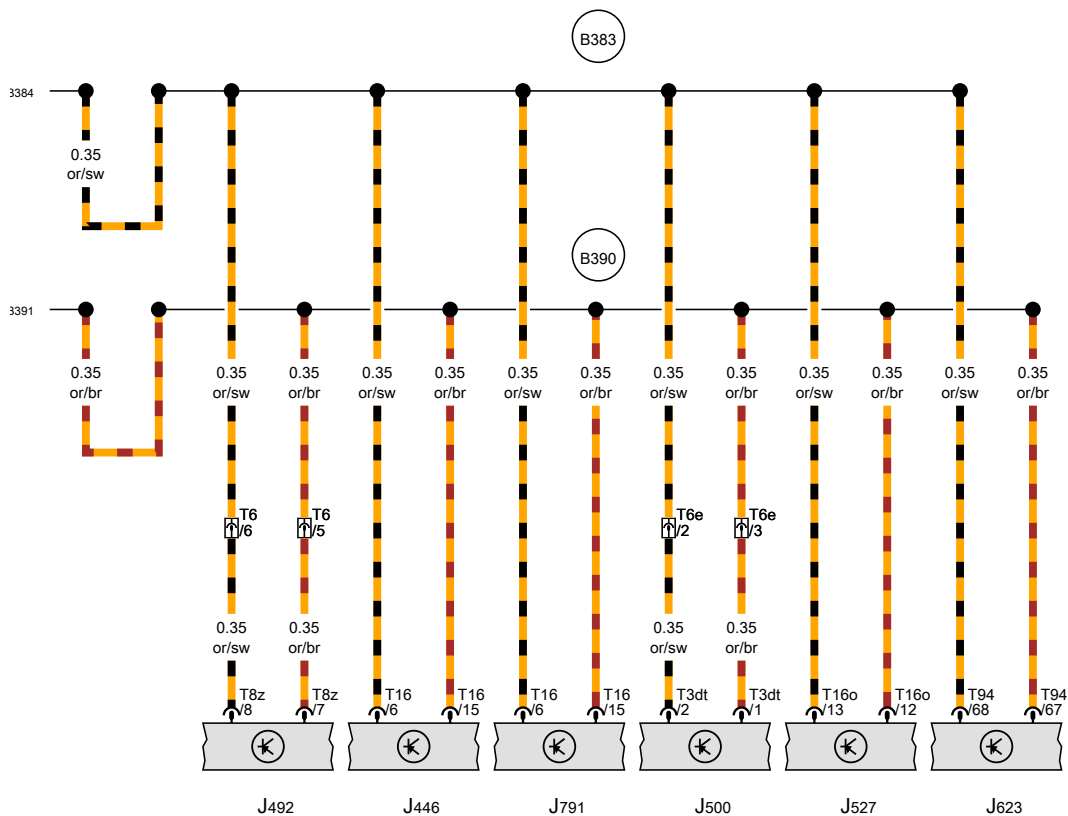 B383
0.35
or/sw
B390
0.35 0.35 0.35 0.35 0.35 0.35 0.35 0.35 0.35 0.35 0.35 0.35 0.35
or/br or/sw or/br or/sw or/br or/sw or/br or/sw or/br or/sw or/br or/sw or/br
T6 T6 T6e T6e
/6 /5 /2 /3
0.35 0.35 0.35 0.35
or/sw or/br or/sw or/br
T8z T8z T16 T16 T16 T16 T3dt T3dt T16o T16o T94 T94
/8 /7 /6 /15 /6 /15 /2 /1 /13 /12 /68 /67
J492 J446 J791 J500 J527 J623